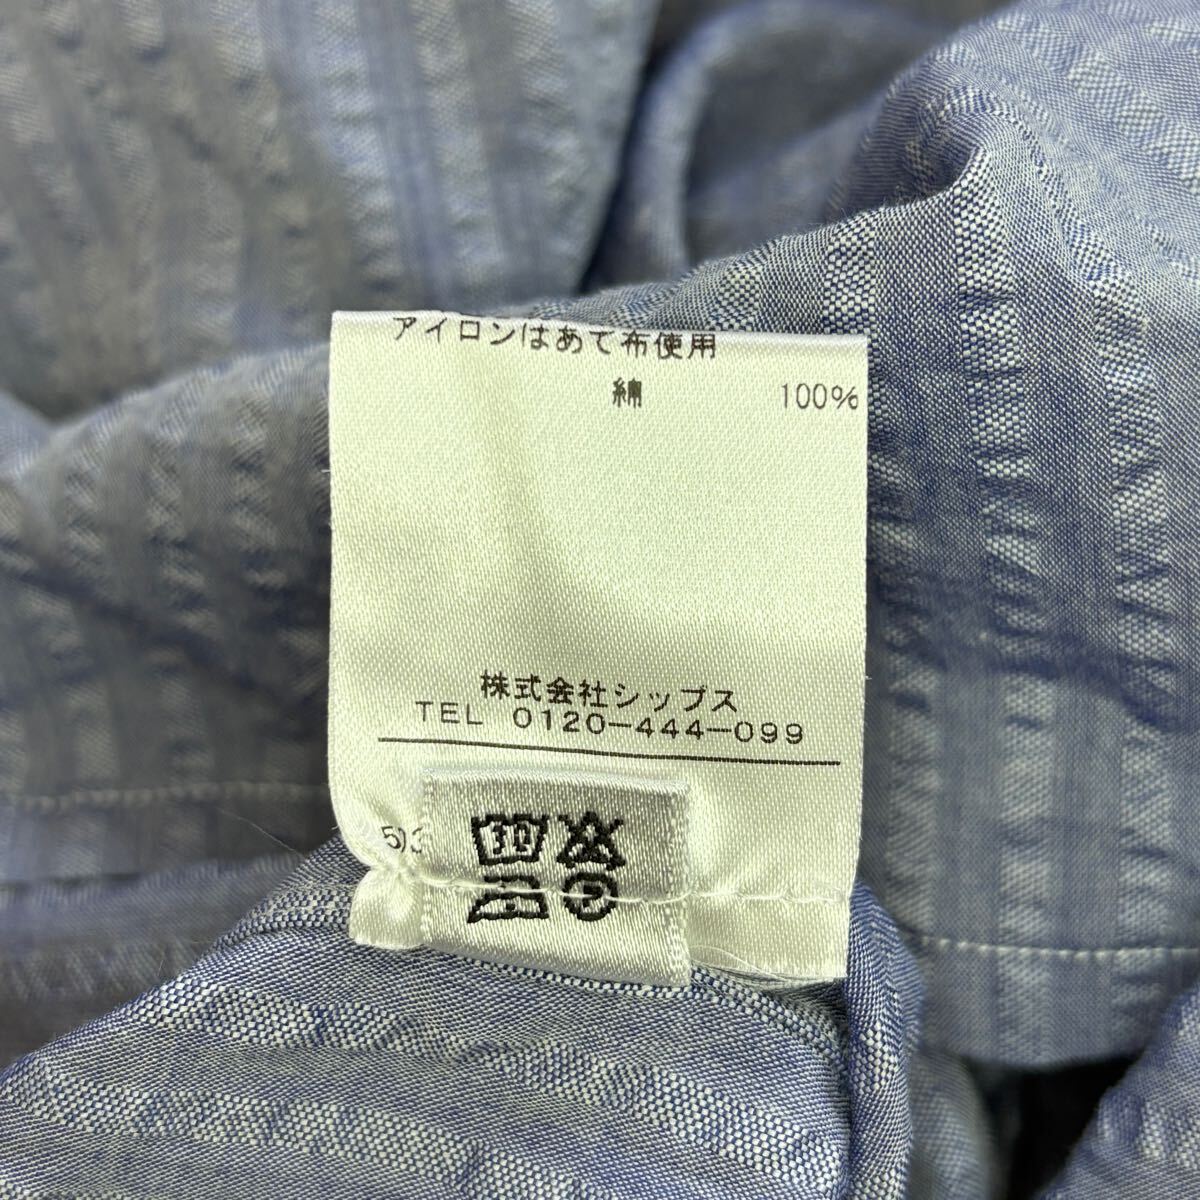 アイロンはあて布使用
綿 100%
株式会社シップス
TEL 0120-444-099
30
P